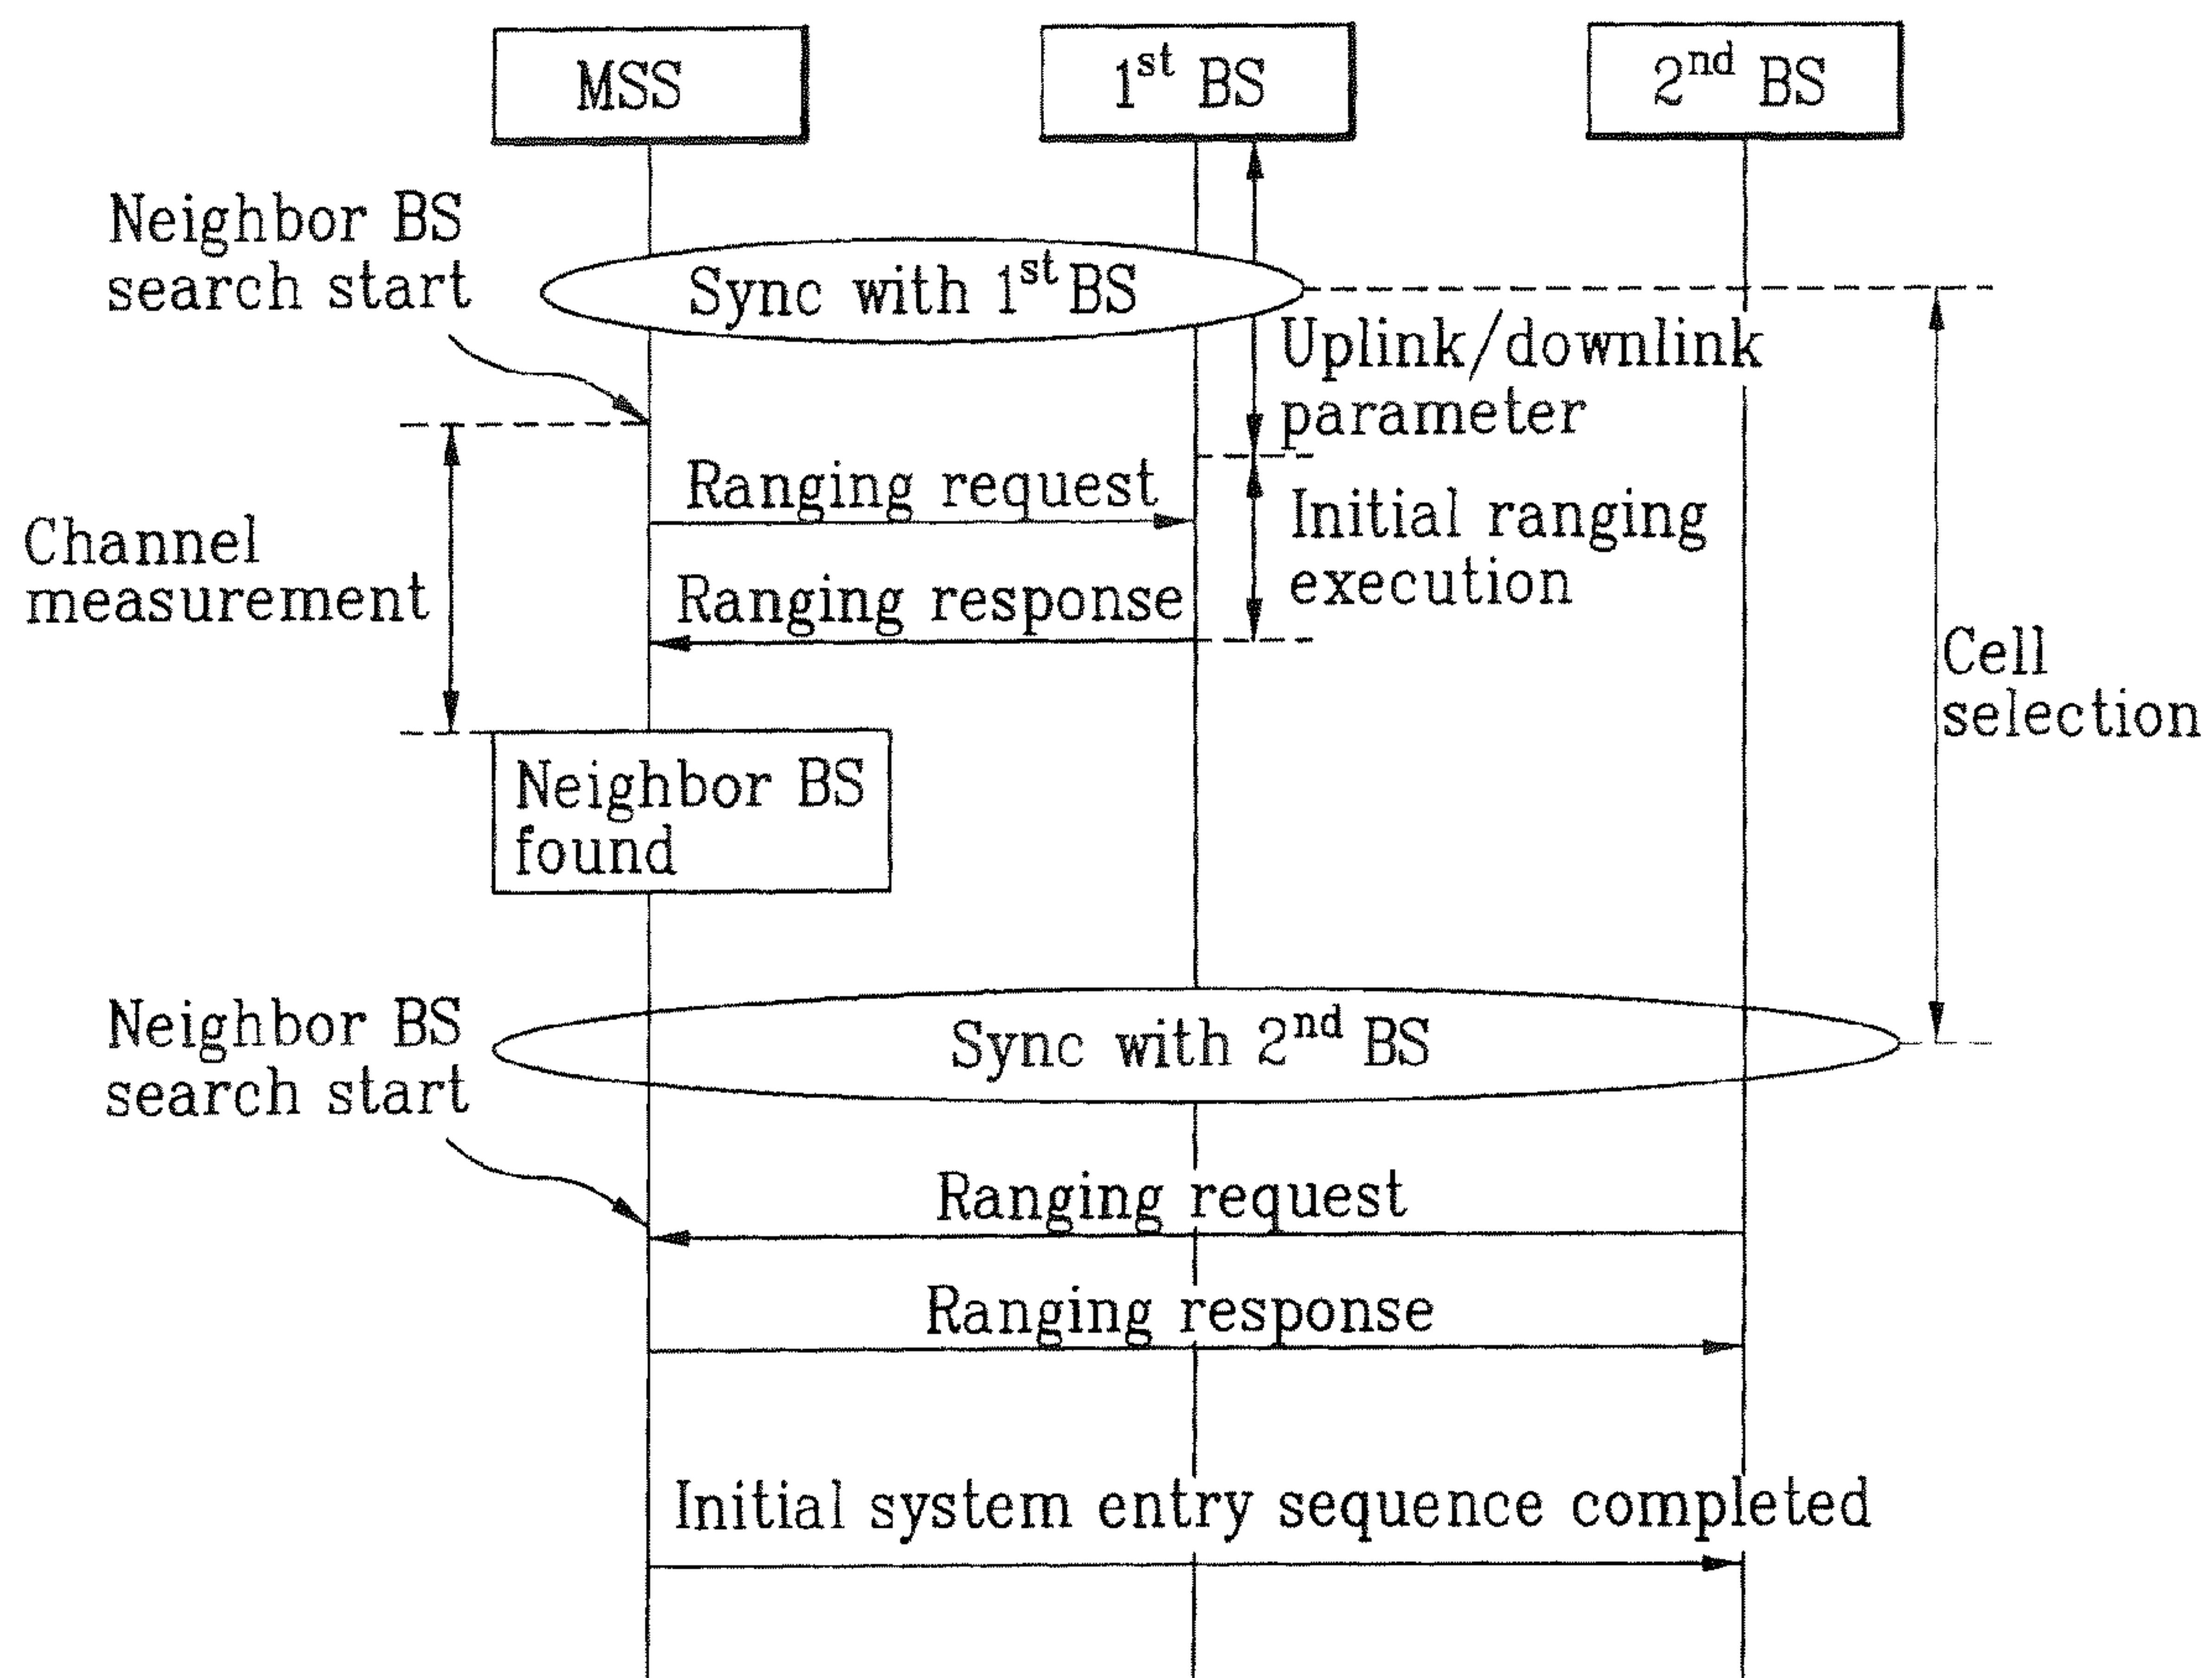 MSS
1st BS
2nd BS
Neighbor BS
search start
Sync with 1st BS
Uplink/downlink
parameter
Ranging request
Initial ranging
execution
Channel
measurement
Ranging response
Cell
selection
Neighbor BS
found
Neighbor BS
search start
Sync with 2nd BS
Ranging request
Ranging response
Initial system entry sequence completed